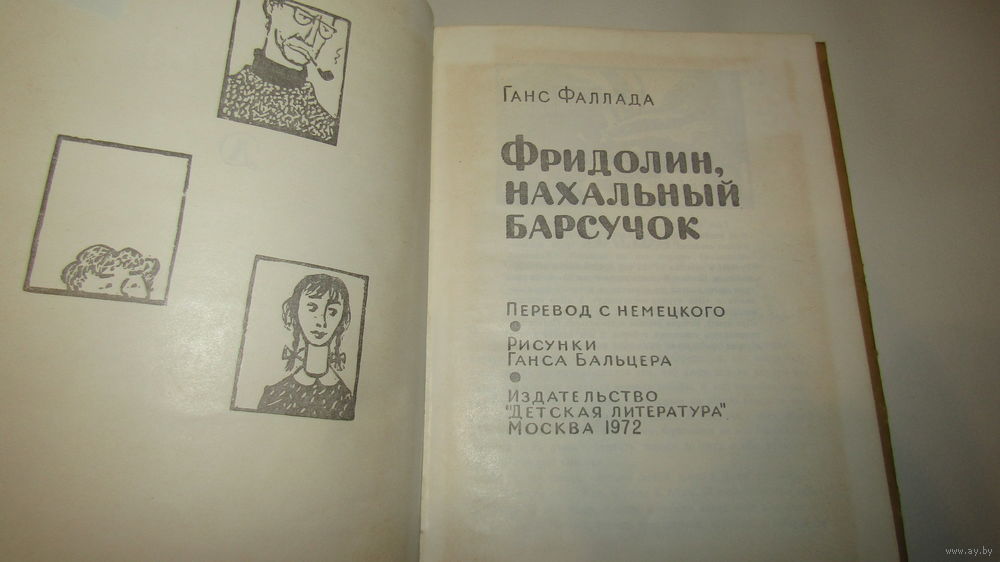 Ганс Фаллада
Фридолин,
нахальный
барсучок
Перевод с немецкого
Рисунки
Ганса Бальцера
Издательство
"Детская литература"
Москва 1972
www.ay.by